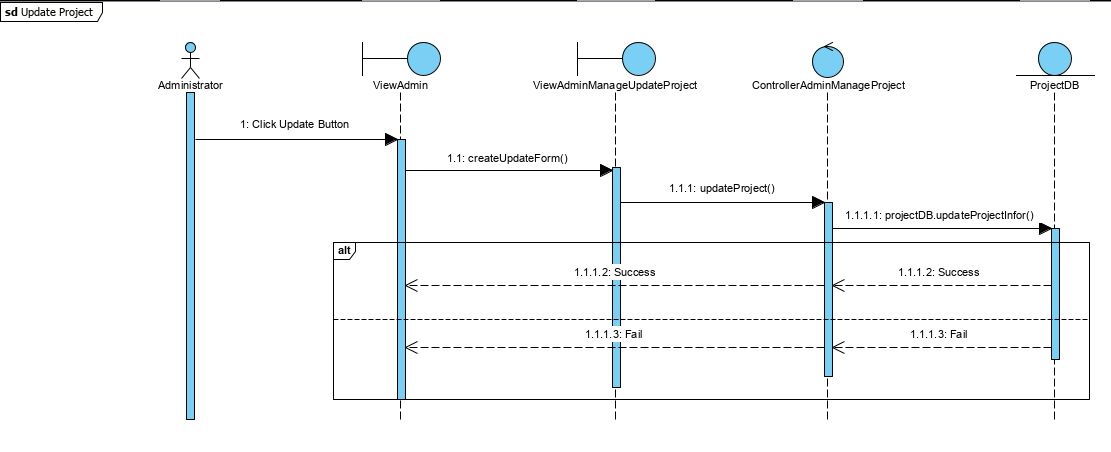 sd Update Project
Administrator
ViewAdmin
ViewAdminManageUpdateProject
ControllerAdminManageProject
ProjectDB
1: Click Update Button
1.1: createUpdateForm()
1.1.1: updateProject()
1.1.1.1: projectDB.updateProjectInfor()
alt
1.1.1.2: Success
1.1.1.2: Success
1.1.1.3: Fail
1.1.1.3: Fail